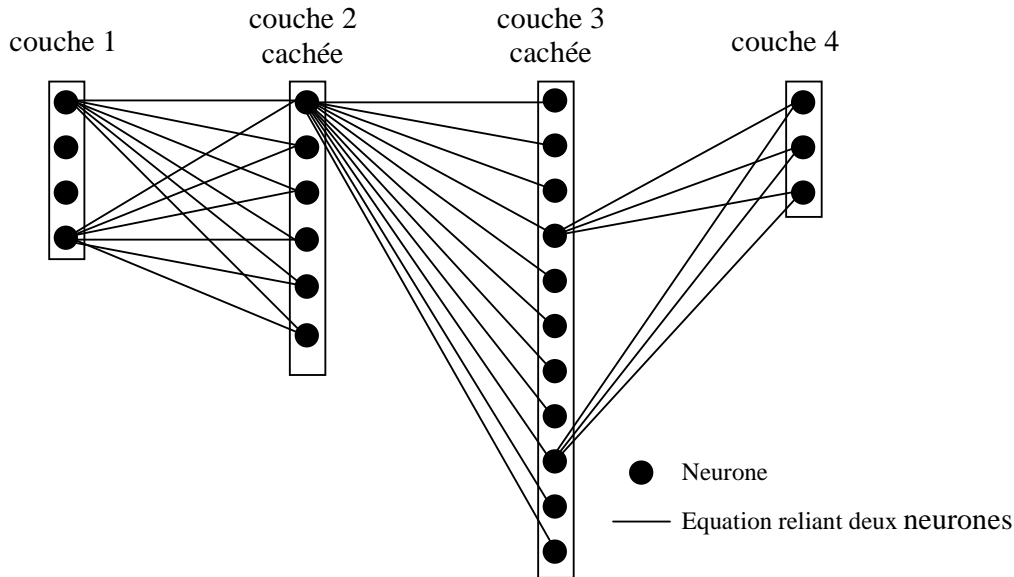 couche 1
couche 2
cachée
couche 3
cachée
couche 4
Neurone
Equation reliant deux neurones